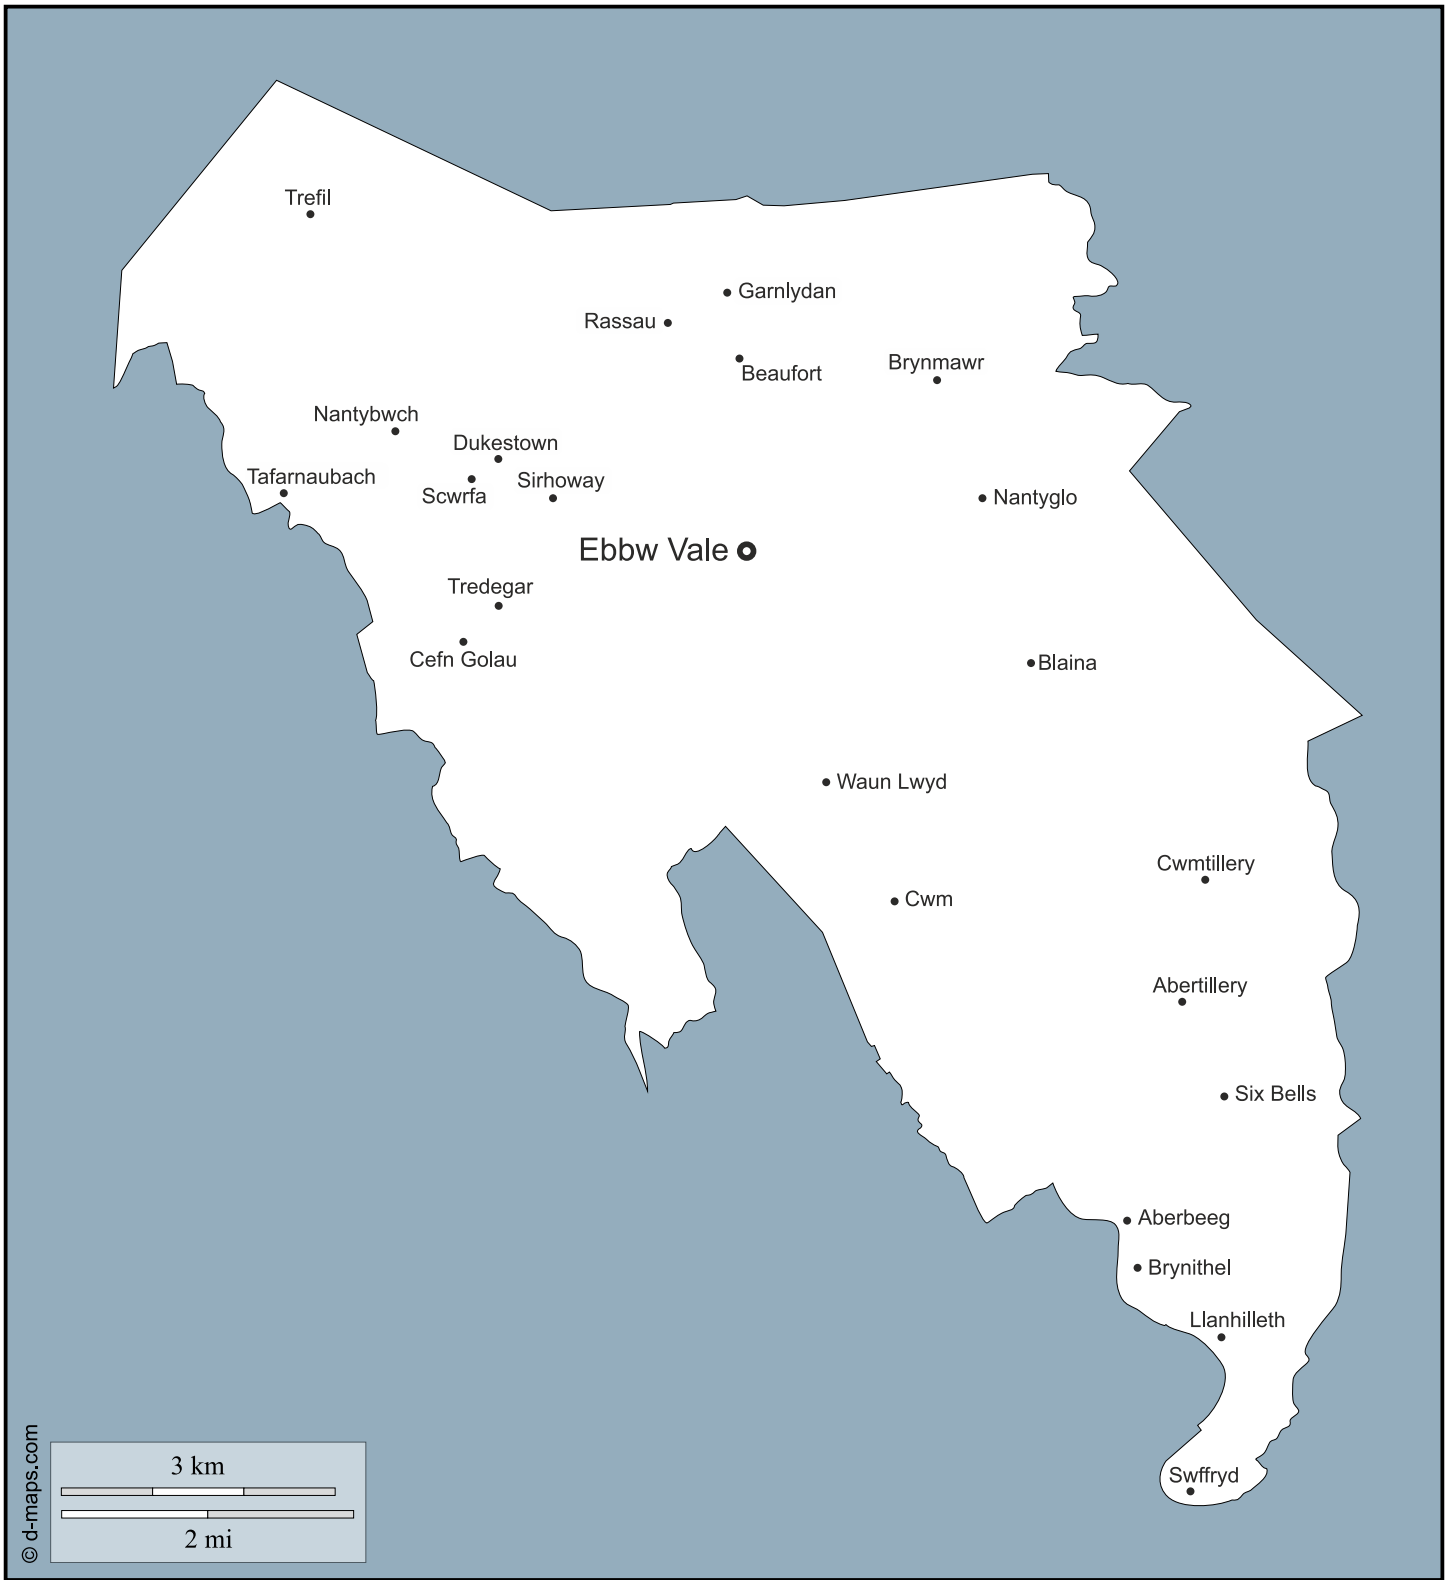 Trefil
Garnlydan
Rassau
Beaufort
Brynmawr
Nantybwch
Dukestown
Tafarnaubach
Scwrfa
Sirhoway
Nantyglo
Ebbw Vale
Tredegar
Cefn Golau
Blaina
Waun Lwyd
Cwmtillery
Cwm
Abertillery
Six Bells
Aberbeeg
Brynithel
Llanhilleth
Swffryd
3 km
2 mi
© d-maps.com